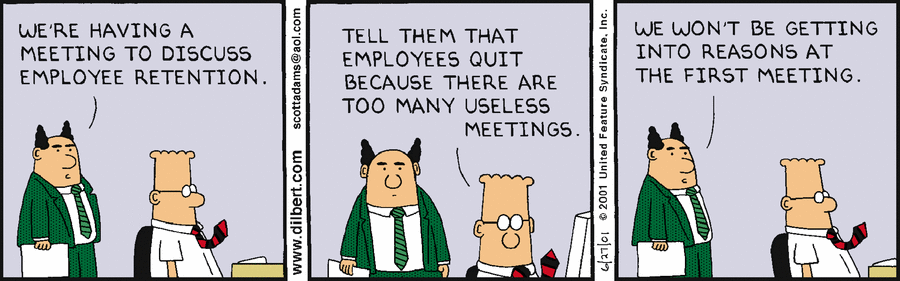 WE'RE HAVING A
MEETING TO DISCUSS
EMPLOYEE RETENTION.
www.dilbert.com scottadams@aol.com
TELL THEM THAT
EMPLOYEES QUIT
BECAUSE THERE ARE
TOO MANY USELESS
MEETINGS.
6/27/01 © 2001 United Feature Syndicate, Inc.
WE WON'T BE GETTING
INTO REASONS AT
THE FIRST MEETING.